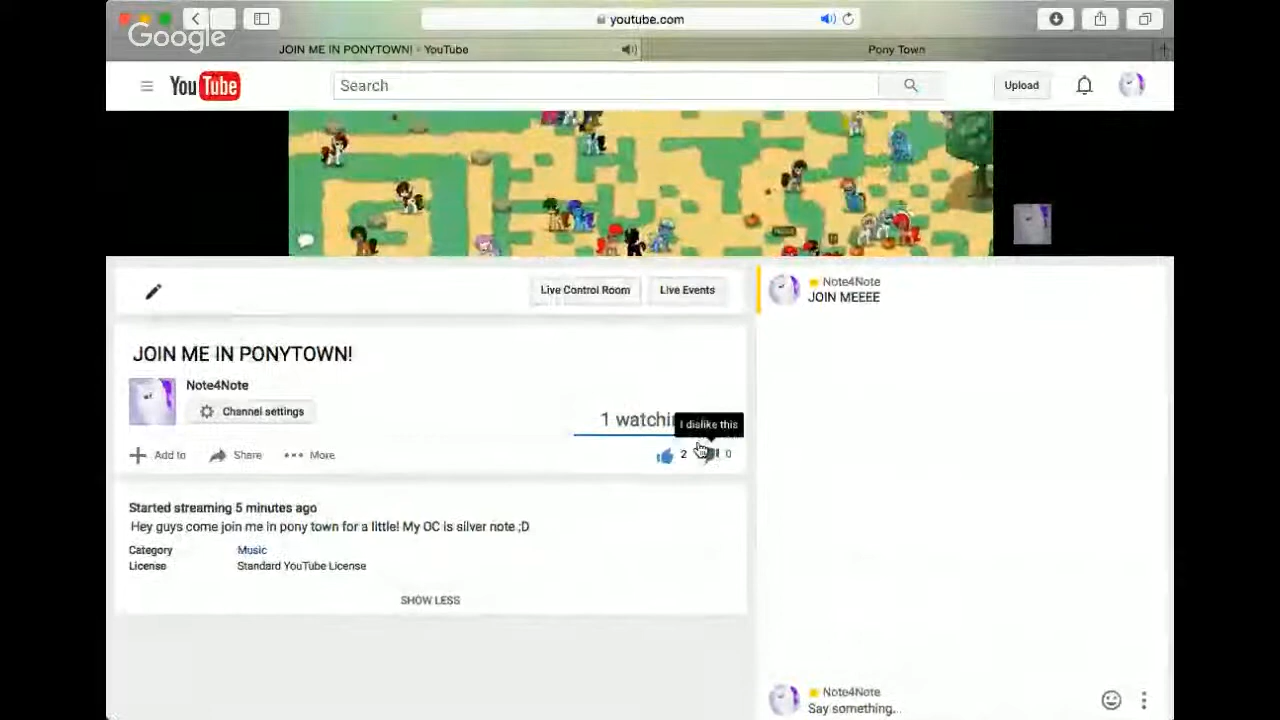 Google
youtube.com
JOIN ME IN PONYTOWN! - YouTube
Pony Town
YouTube
Search
Upload
Live Control Room
Live Events
JOIN ME IN PONYTOWN!
Note4Note
Channel settings
1 watchin
I dislike this
Add to
Share
More
2
0
Started streaming 5 minutes ago
Hey guys come join me in pony town for a little! My OC is silver note ;D
Category Music
License Standard YouTube License
SHOW LESS
Note4Note
JOIN MEEEE
Note4Note
Say something...